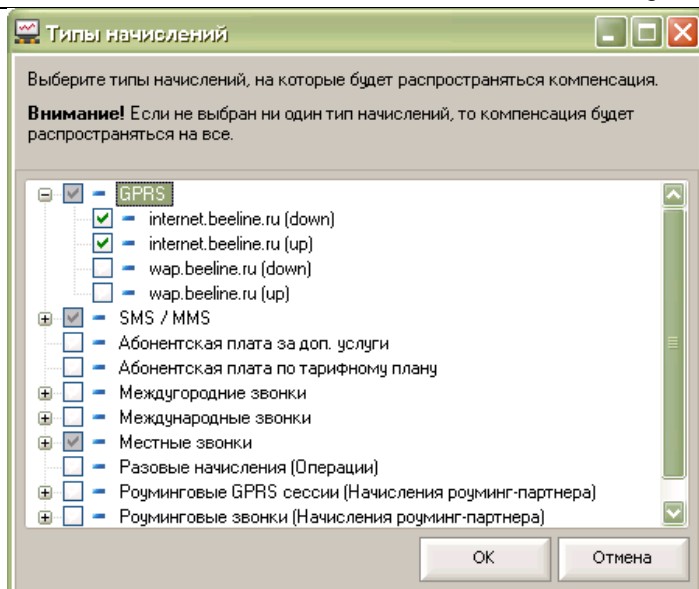 Типы начислений
Выберите типы начислений, на которые будет распространяться компенсация.
Внимание! Если не выбран ни один тип начислений, то компенсация будет
распространяться на все.
GPRS
internet.beeline.ru (down)
internet.beeline.ru (up)
wap.beeline.ru (down)
wap.beeline.ru (up)
SMS / MMS
Абонентская плата за доп. услуги
Абонентская плата по тарифному плану
Междугородние звонки
Международные звонки
Местные звонки
Разовые начисления (Операции)
Роуминговые GPRS сессии (Начисления роуминг-партнера)
Роуминговые звонки (Начисления роуминг-партнера)
OK
Отмена